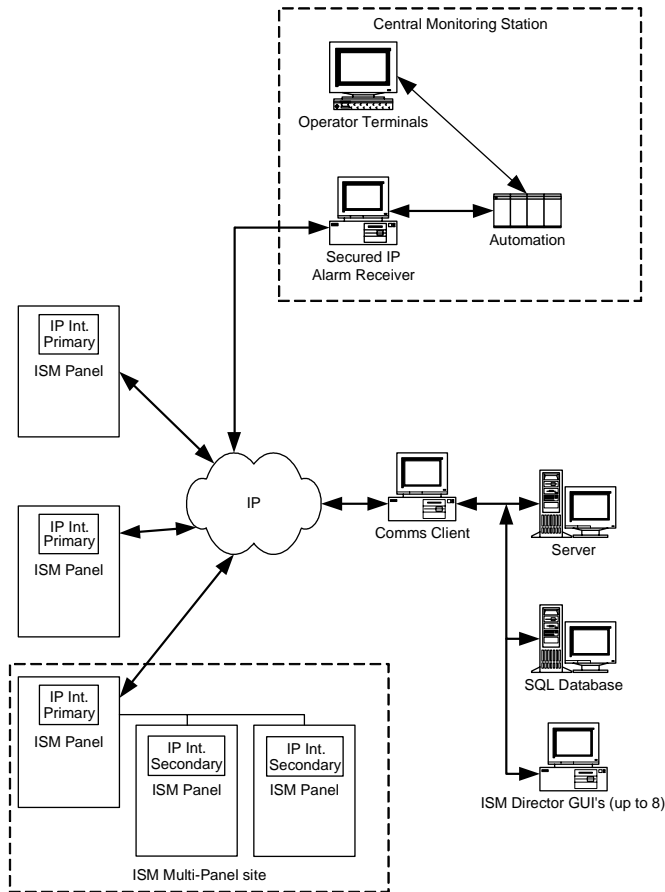 Central Monitoring Station
Operator Terminals
Automation
Secured IP
Alarm Receiver
IP Int.
Primary
ISM Panel
IP
Comms Client
Server
IP Int.
Primary
ISM Panel
SQL Database
IP Int.
Primary
ISM Panel
IP Int.
Secondary
ISM Panel
IP Int.
Secondary
ISM Panel
ISM Director GUI's (up to 8)
ISM Multi-Panel site